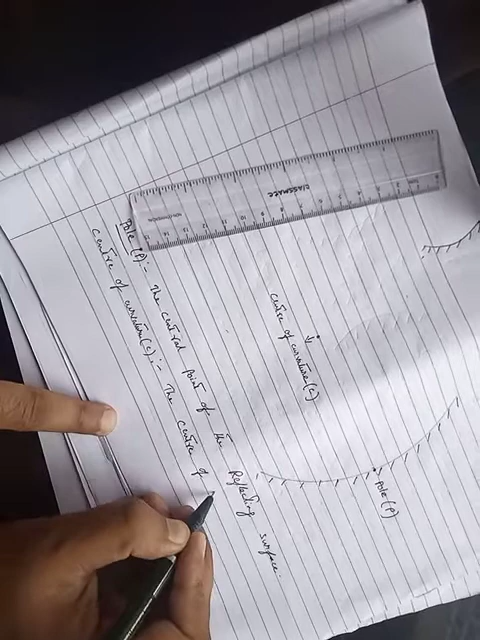 classmate
centre of curvature(C)
Pole (P)
Pole (P) :- The central point of the Reflecting surface.
centre of curvature(C) :- The centre of